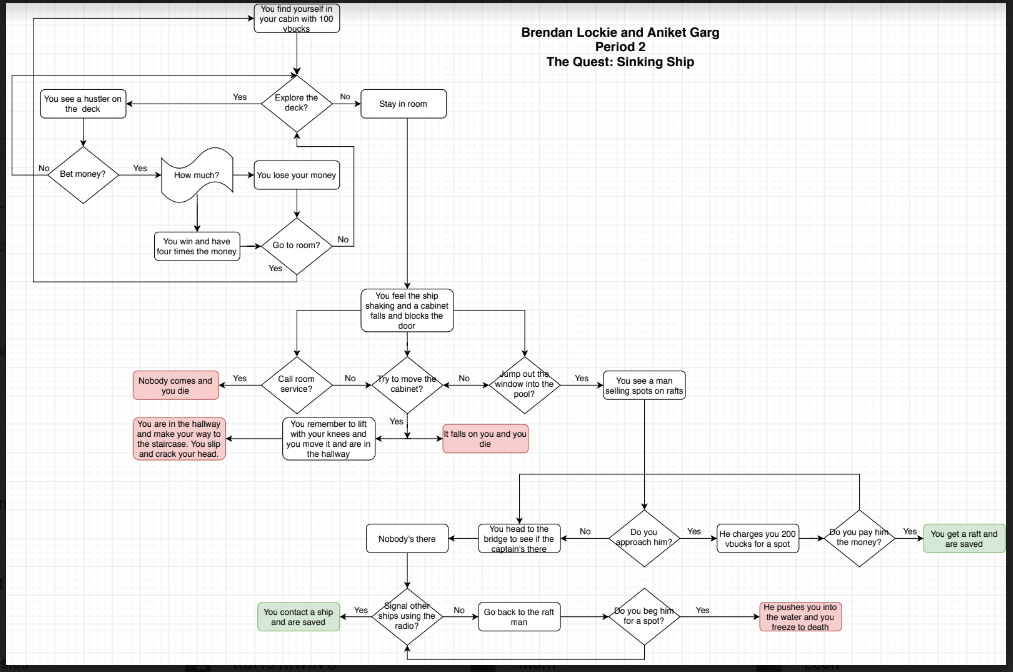 You find yourself in
your cabin with 100
vbucks
Brendan Lockie and Aniket Garg
Period 2
The Quest: Sinking Ship
You see a hustler on
the deck
Yes
Explore the
deck?
No
Stay in room
No
Bet money?
Yes
How much?
You lose your money
You win and have
four times the money
Go to room?
No
Yes
You feel the ship
shaking and a cabinet
falls and blocks the
door
Nobody comes and
you die
Yes
Call room
service?
No
Try to move the
cabinet?
No
Jump out the
window into the
pool?
Yes
You see a man
selling spots on rafts
You are in the hallway
and make your way to
the staircase. You slip
and crack your head.
You remember to lift
with your knees and
you move it and are in
the hallway
Yes
It falls on you and you
die
Nobody's there
You head to the
bridge to see if the
captain's there
No
Do you
approach him?
Yes
He charges you 200
vbucks for a spot
Do you pay him
the money?
Yes
You get a raft and
are saved
You contact a ship
and are saved
Yes
Signal other
ships using the
radio?
No
Go back to the raft
man
Do you beg him
for a spot?
Yes
He pushes you into
the water and you
freeze to death